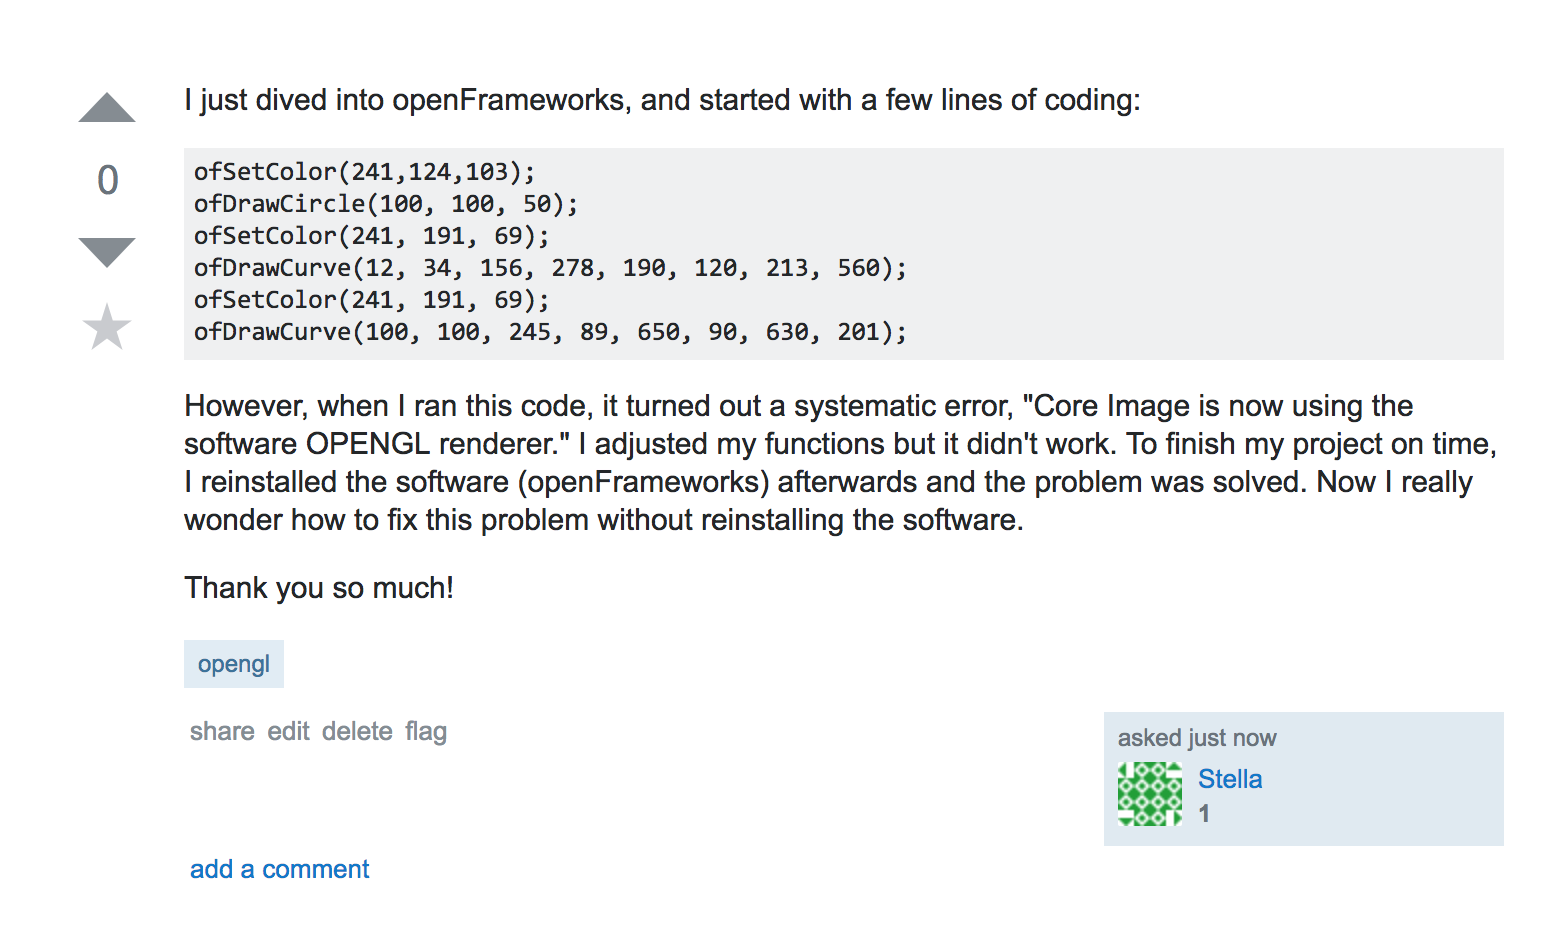 I just dived into openFrameworks, and started with a few lines of coding:
0
ofSetColor(241,124,103);
ofDrawCircle(100, 100, 50);
ofSetColor(241, 191, 69);
ofDrawCurve(12, 34, 156, 278, 190, 120, 213, 560);
ofSetColor(241, 191, 69);
ofDrawCurve(100, 100, 245, 89, 650, 90, 630, 201);
However, when I ran this code, it turned out a systematic error, "Core Image is now using the
software OPENGL renderer." I adjusted my functions but it didn't work. To finish my project on time,
I reinstalled the software (openFrameworks) afterwards and the problem was solved. Now I really
wonder how to fix this problem without reinstalling the software.
Thank you so much!
opengl
share edit delete flag
asked just now
Stella
1
add a comment